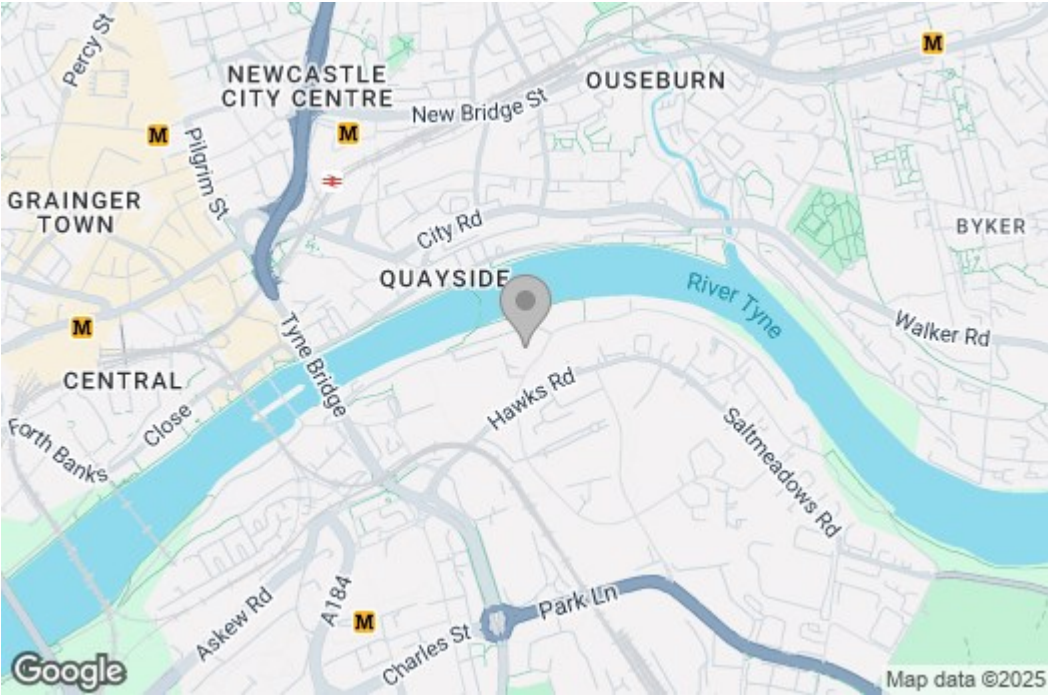 Percy St
NEWCASTLE
CITY CENTRE
OUSEBURN
M
New Bridge St
M
M
Pilgrim St
GRAINGER
TOWN
City Rd
BYKER
QUAYSIDE
River Tyne
M
Tyne Bridge
Walker Rd
CENTRAL
Close
Hawks Rd
Forth Banks
Saltmeadows Rd
Askew Rd
A184
M
Park Ln
Charles St
Google
Map data ©2025